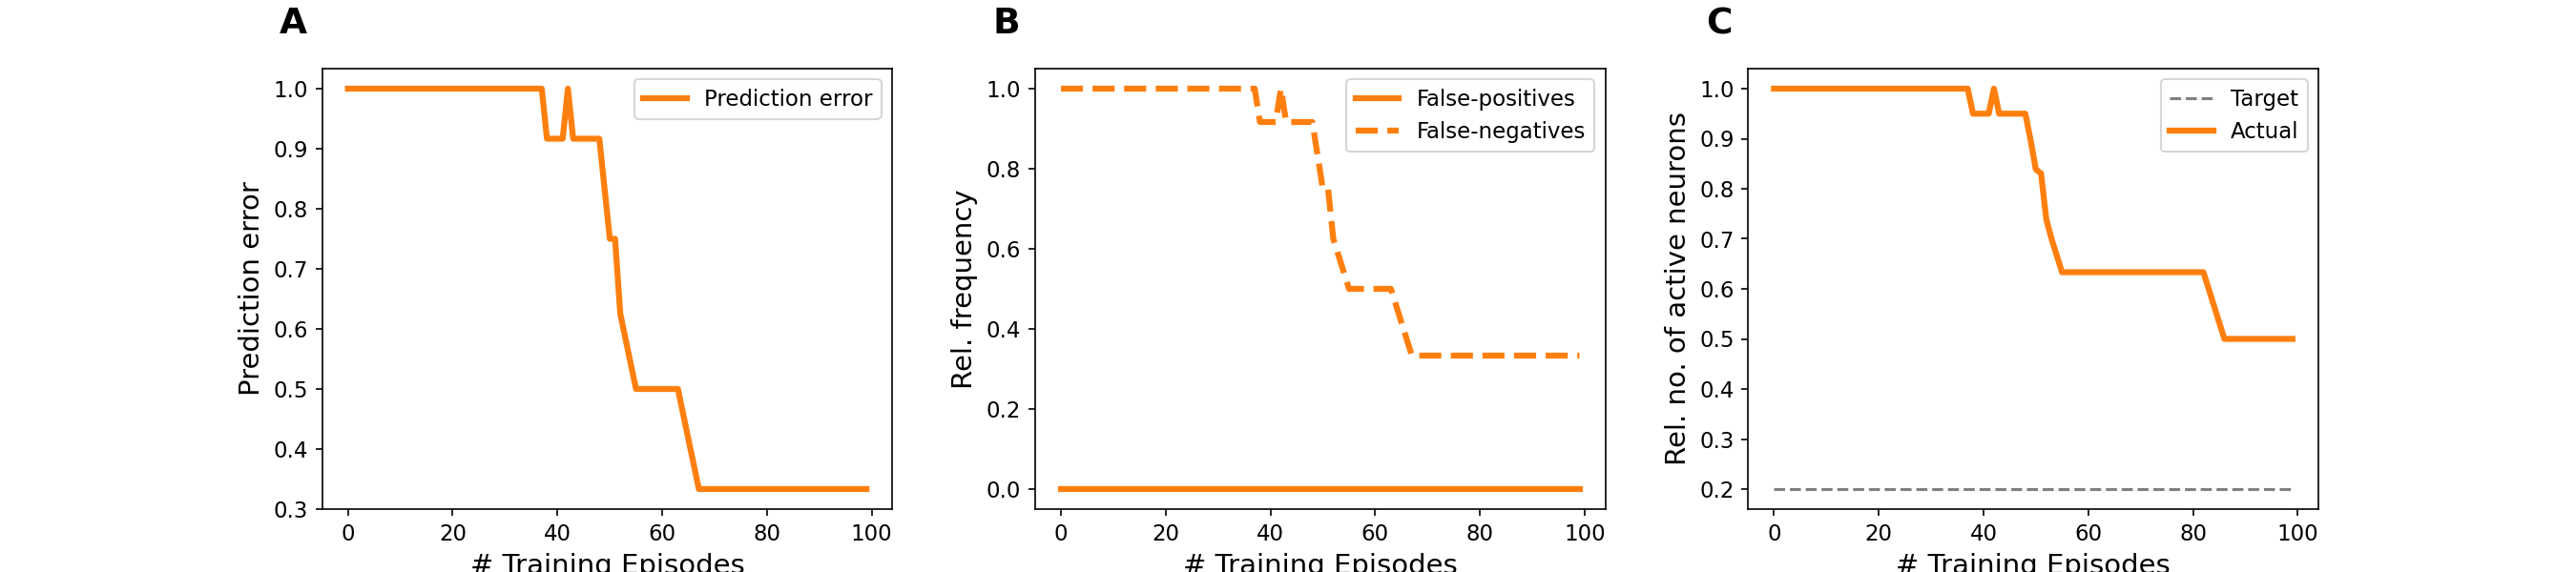 A
Prediction error
1.0
0.9
0.8
0.7
0.6
0.5
0.4
0.3
Prediction error
0 20 40 60 80 100
# Training Episodes
B
False-positives
False-negatives
1.0
0.8
0.6
0.4
0.2
0.0
Rel. frequency
0 20 40 60 80 100
# Training Episodes
C
Target
Actual
1.0
0.9
0.8
0.7
0.6
0.5
0.4
0.3
0.2
Rel. no. of active neurons
0 20 40 60 80 100
# Training Episodes